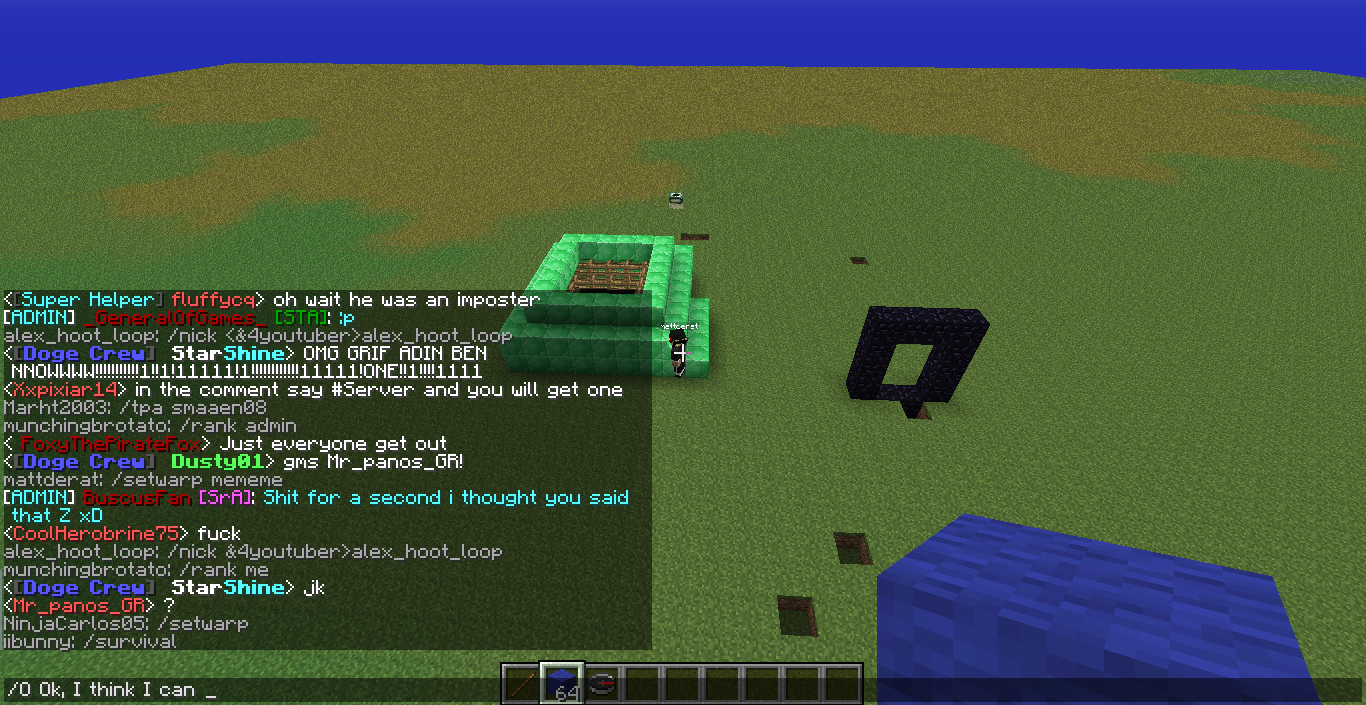 <[Super Helper] fluffycq> oh wait he was an imposter
[ADMIN] _GeneralOfGames_ [STA]: :p
alex_hoot_loop: /nick <&4youtuber>alex_hoot_loop
<[Doge Crew] StarShine> OMG GRIF ADIN BEN
NNOWWWW!!!!!!!!!!1!!1!11111!1!!!!!!!!!!!11111!ONE!!1!!!!1111
<Xxpixiar14> in the comment say #Server and you will get one
Marht2003: /tpa smaaen08
munchingbrotato: /rank admin
< FoxyThePirateFox> Just everyone get out
<[Doge Crew] Dusty01> gms Mr_panos_GR!
mattderat: /setwarp mememe
[ADMIN] BuscusFan [SrA]: Shit for a second i thought you said
that Z xD
<CoolHerobrine75> fuck
alex_hoot_loop: /nick &4youtuber>alex_hoot_loop
munchingbrotato: /rank me
<[Doge Crew] StarShine> jk
<Mr_panos_GR> ?
NinjaCarlos05: /setwarp
iibunny: /survival
/O Ok, I think I can _
mattderat
64